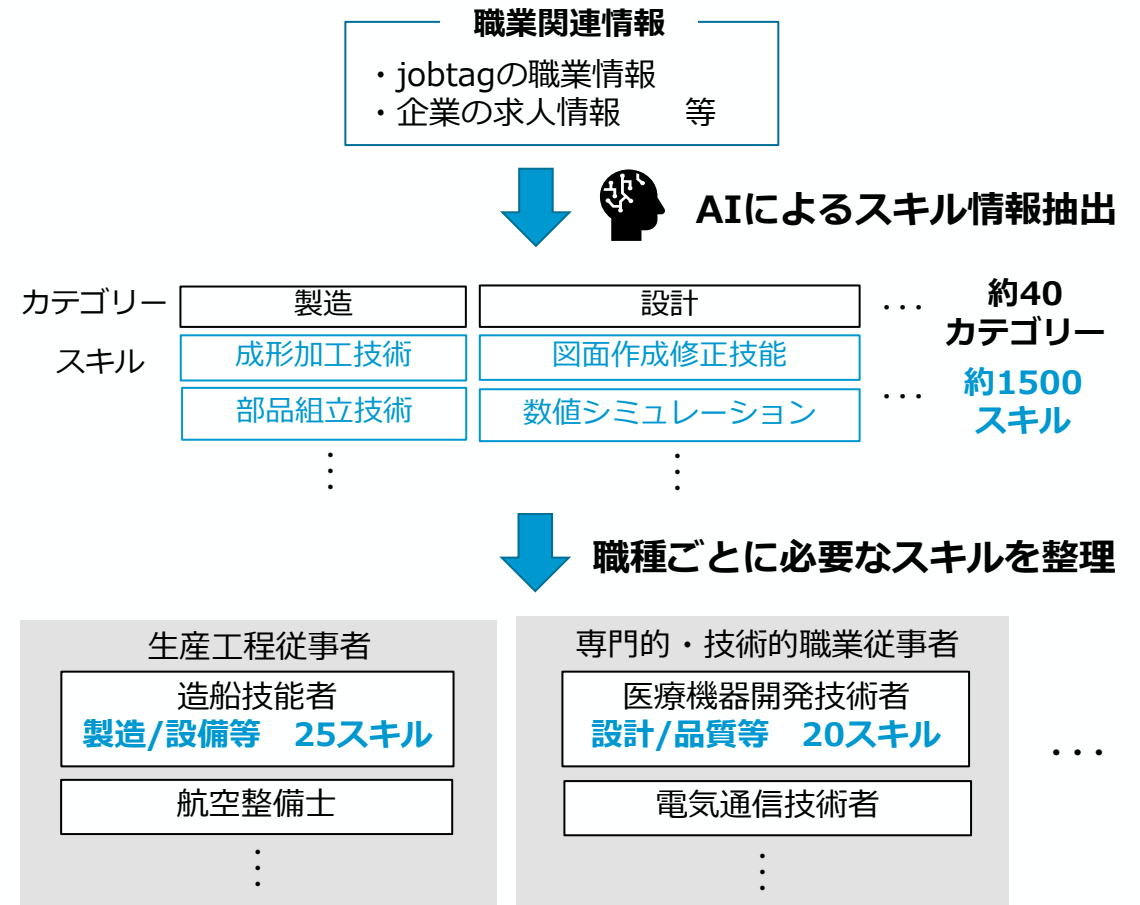 職業関連情報
・jobtagの職業情報
・企業の求人情報　　等
AIによるスキル情報抽出
カテゴリー 製造 設計 ・・・ 約40
カテゴリー
スキル 成形加工技術 図面作成修正技能
部品組立技術 数値シミュレーション ・・・ 約1500
スキル
⋮ ⋮
職種ごとに必要なスキルを整理
生産工程従事者
造船技能者
製造/設備等　25スキル
航空整備士
⋮
専門的・技術的職業従事者
医療機器開発技術者
設計/品質等　20スキル
電気通信技術者
⋮
・・・